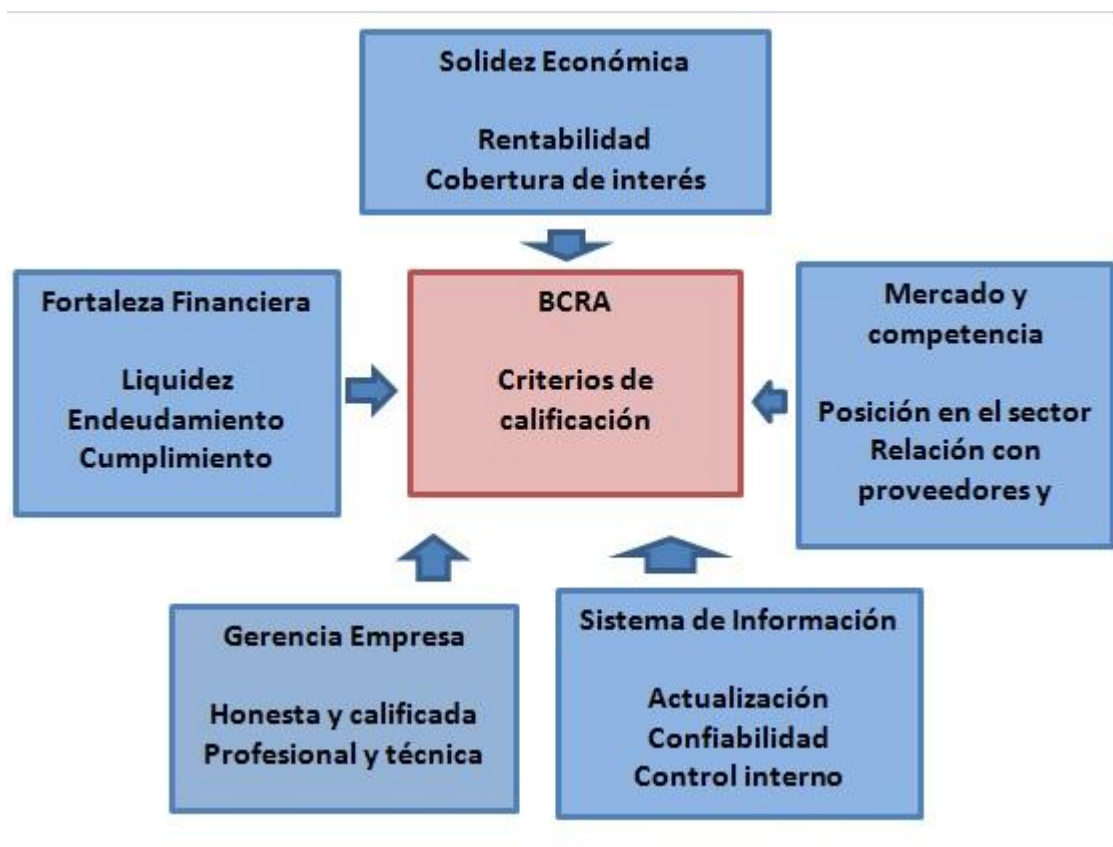 Solidez Económica
Rentabilidad
Cobertura de interés
Fortaleza Financiera
Liquidez
Endeudamiento
Cumplimiento
BCRA
Criterios de
calificación
Mercado y
competencia
Posición en el sector
Relación con
proveedores y
Gerencia Empresa
Honesta y calificada
Profesional y técnica
Sistema de Información
Actualización
Confiabilidad
Control interno